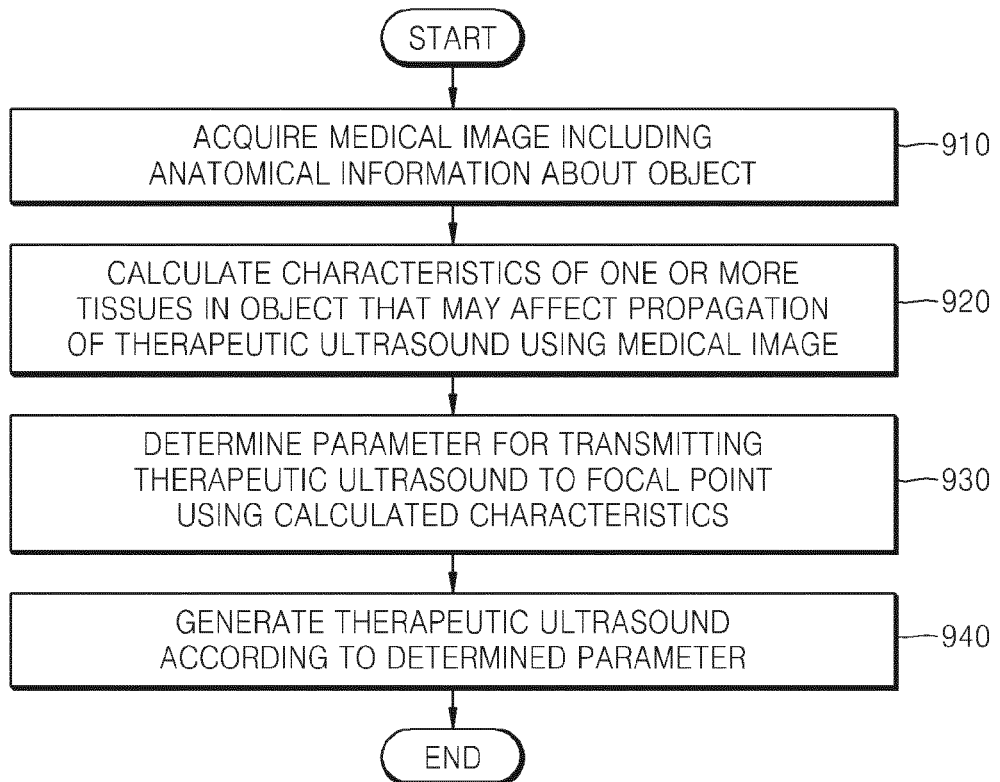 START
ACQUIRE MEDICAL IMAGE INCLUDING
ANATOMICAL INFORMATION ABOUT OBJECT
910
CALCULATE CHARACTERISTICS OF ONE OR MORE
TISSUES IN OBJECT THAT MAY AFFECT PROPAGATION
OF THERAPEUTIC ULTRASOUND USING MEDICAL IMAGE
920
DETERMINE PARAMETER FOR TRANSMITTING
THERAPEUTIC ULTRASOUND TO FOCAL POINT
USING CALCULATED CHARACTERISTICS
930
GENERATE THERAPEUTIC ULTRASOUND
ACCORDING TO DETERMINED PARAMETER
940
END